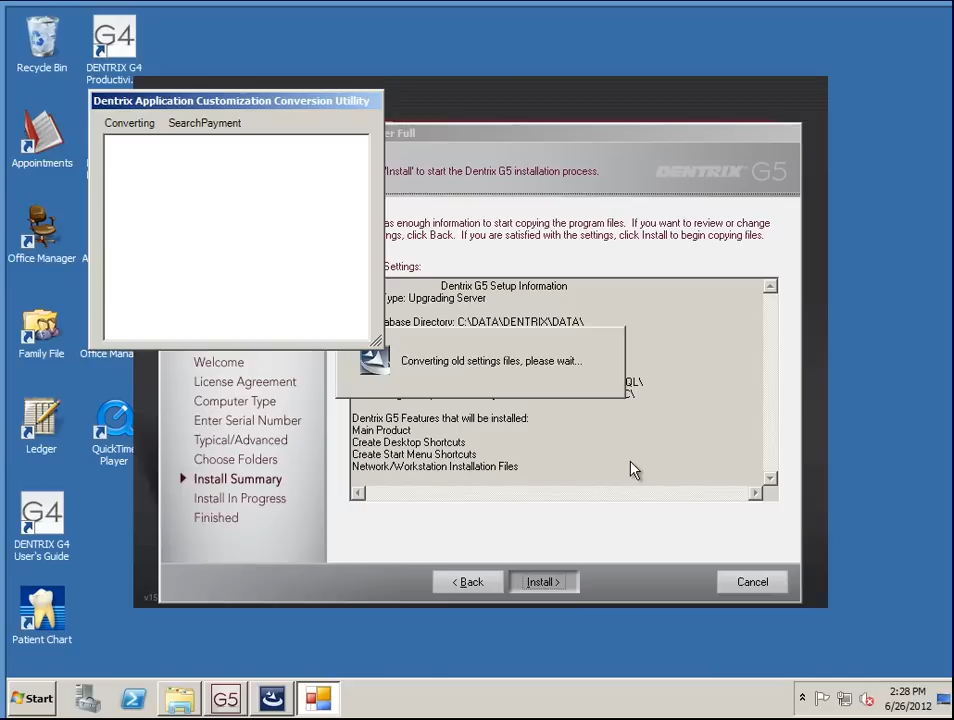 Recycle Bin
G4
DENTRIX G4
Productivi...
Dentrix Application Customization Conversion Utillity
Converting SearchPayment
er Full
'Install' to start the Dentrix G5 installation process.
DENTRIX G5
Appointments
as enough information to start copying the program files. If you want to review or change
ngs, click Back. If you are satisfied with the settings, click Install to begin copying files.
Settings:
Dentrix G5 Setup Information
ype: Upgrading Server
abase Directory: C:\DATA\DENTRIX\DATA\
Office Manager
Converting old settings files, please wait...
QL\
C\
Family File
Office Mana
Welcome
License Agreement
Computer Type
Enter Serial Number
Typical/Advanced
Choose Folders
Install Summary
Install In Progress
Finished
Dentrix G5 Features that will be installed:
Main Product
Create Desktop Shortcuts
Create Start Menu Shortcuts
Network/Workstation Installation Files
Ledger
QuickTime
Player
G4
DENTRIX G4
User's Guide
< Back
Install >
Cancel
v15
Patient Chart
Start
G5
2:28 PM
6/26/2012